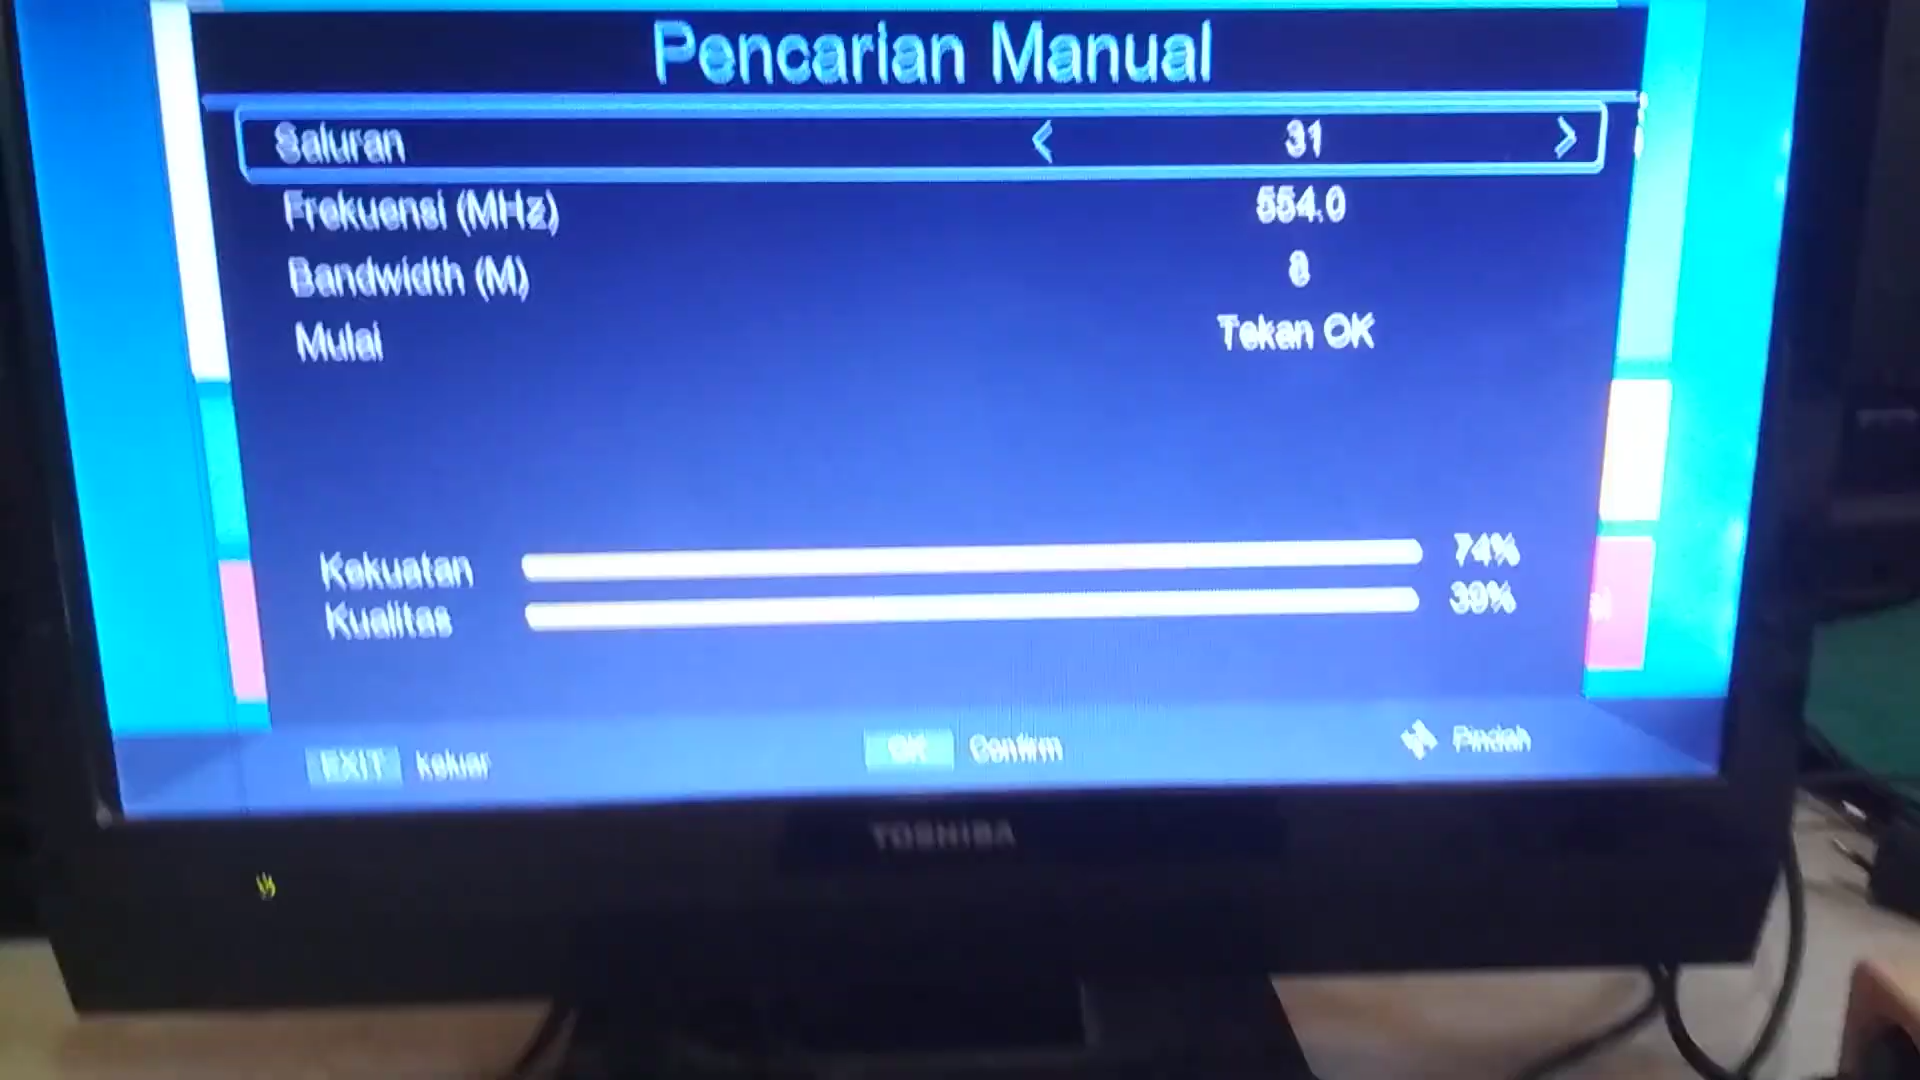 Pencarian Manual
Saluran < 31 >
Frekuensi (MHz) 554.0
Bandwidth (M) 8
Mulai Tekan OK
Kekuatan 74%
Kualitas 39%
EXIT keluar OK Confirm Pindah
TOSHIBA